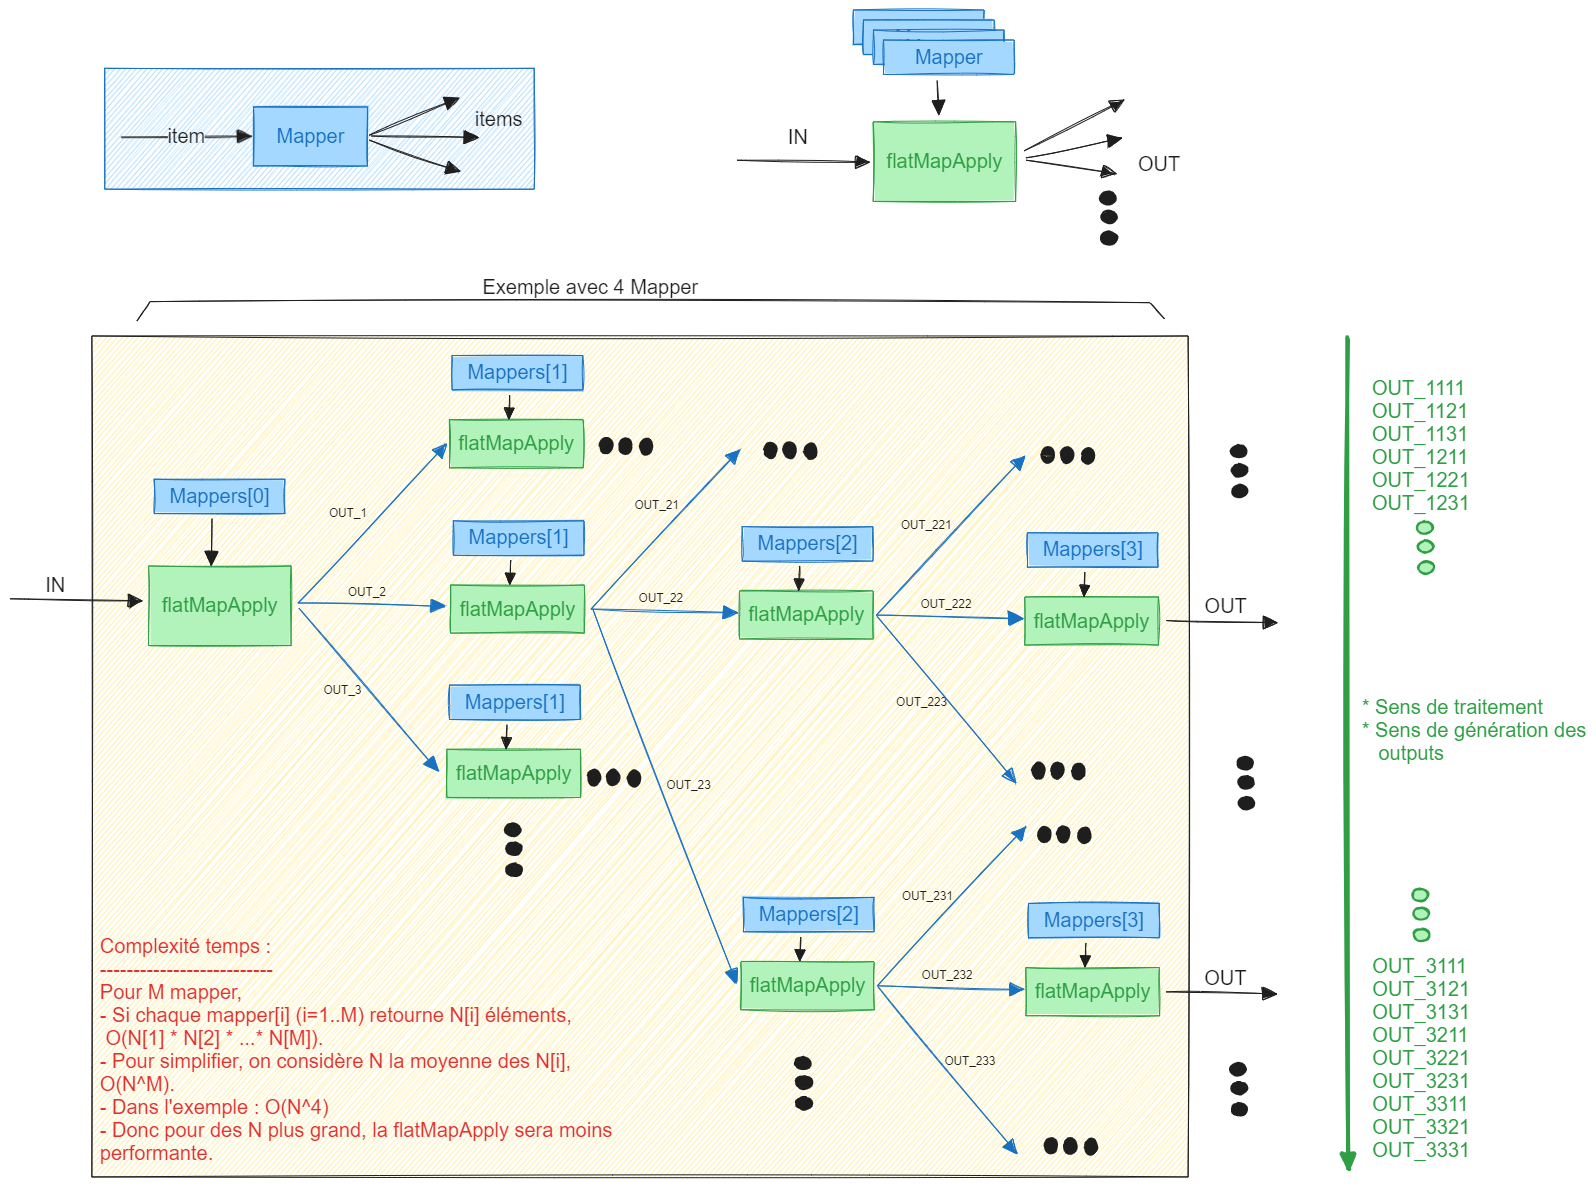 Mapper
item
Mapper
items
IN
flatMapApply
OUT
Exemple avec 4 Mapper
Mappers[1]
flatMapApply
Mappers[0]
OUT_1
OUT_21
OUT_221
Mappers[1]
Mappers[2]
Mappers[3]
IN
flatMapApply
OUT_2
flatMapApply
OUT_22
flatMapApply
OUT_222
flatMapApply
OUT
OUT_3
Mappers[1]
OUT_223
flatMapApply
OUT_23
OUT_231
Mappers[2]
Mappers[3]
flatMapApply
OUT_232
flatMapApply
OUT
OUT_233
Complexité temps :
--------------------------
Pour M mapper,
- Si chaque mapper[i] (i=1..M) retourne N[i] éléments,
O(N[1] * N[2] * ...* N[M]).
- Pour simplifier, on considère N la moyenne des N[i],
O(N^M).
- Dans l'exemple : O(N^4)
- Donc pour des N plus grand, la flatMapApply sera moins
performante.
OUT_1111
OUT_1121
OUT_1131
OUT_1211
OUT_1221
OUT_1231
* Sens de traitement
* Sens de génération des
outputs
OUT_3111
OUT_3121
OUT_3131
OUT_3211
OUT_3221
OUT_3231
OUT_3311
OUT_3321
OUT_3331